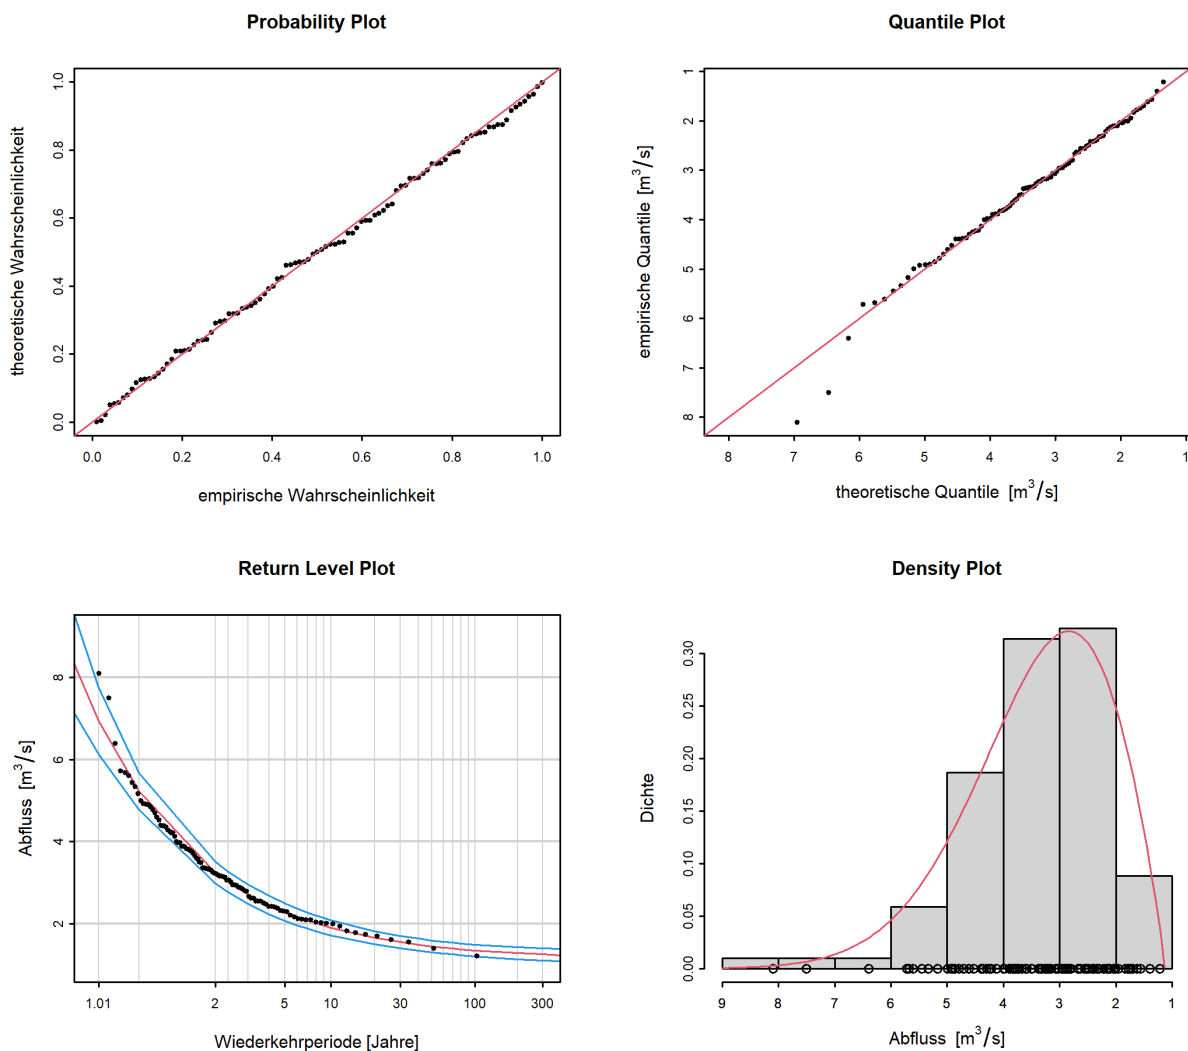 Probability Plot
theoretische Wahrscheinlichkeit
1.0
0.8
0.6
0.4
0.2
0.0
0.0 0.2 0.4 0.6 0.8 1.0
empirische Wahrscheinlichkeit
Quantile Plot
empirische Quantile [m³/s]
1
2
3
4
5
6
7
8
8 7 6 5 4 3 2 1
theoretische Quantile [m³/s]
Return Level Plot
Abfluss [m³/s]
8
6
4
2
1.01 2 5 10 30 100 300
Wiederkehrperiode [Jahre]
Density Plot
Dichte
0.30
0.25
0.20
0.15
0.10
0.05
0.00
9 8 7 6 5 4 3 2 1
Abfluss [m³/s]